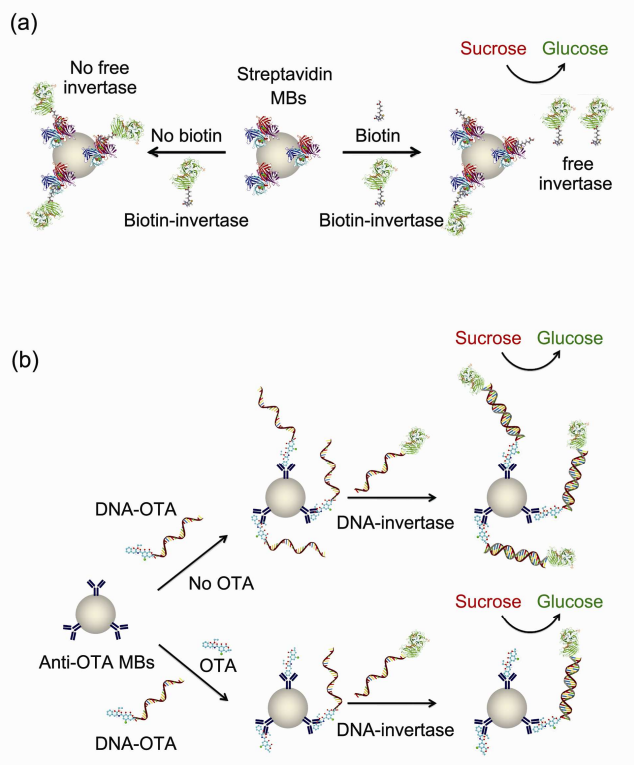 (a)
No free
invertase
Streptavidin
MBs
No biotin
Biotin
Biotin-invertase
Biotin-invertase
Sucrose
Glucose
free
invertase
(b)
Sucrose
Glucose
DNA-OTA
No OTA
DNA-invertase
Anti-OTA MBs
OTA
DNA-OTA
DNA-invertase
Sucrose
Glucose